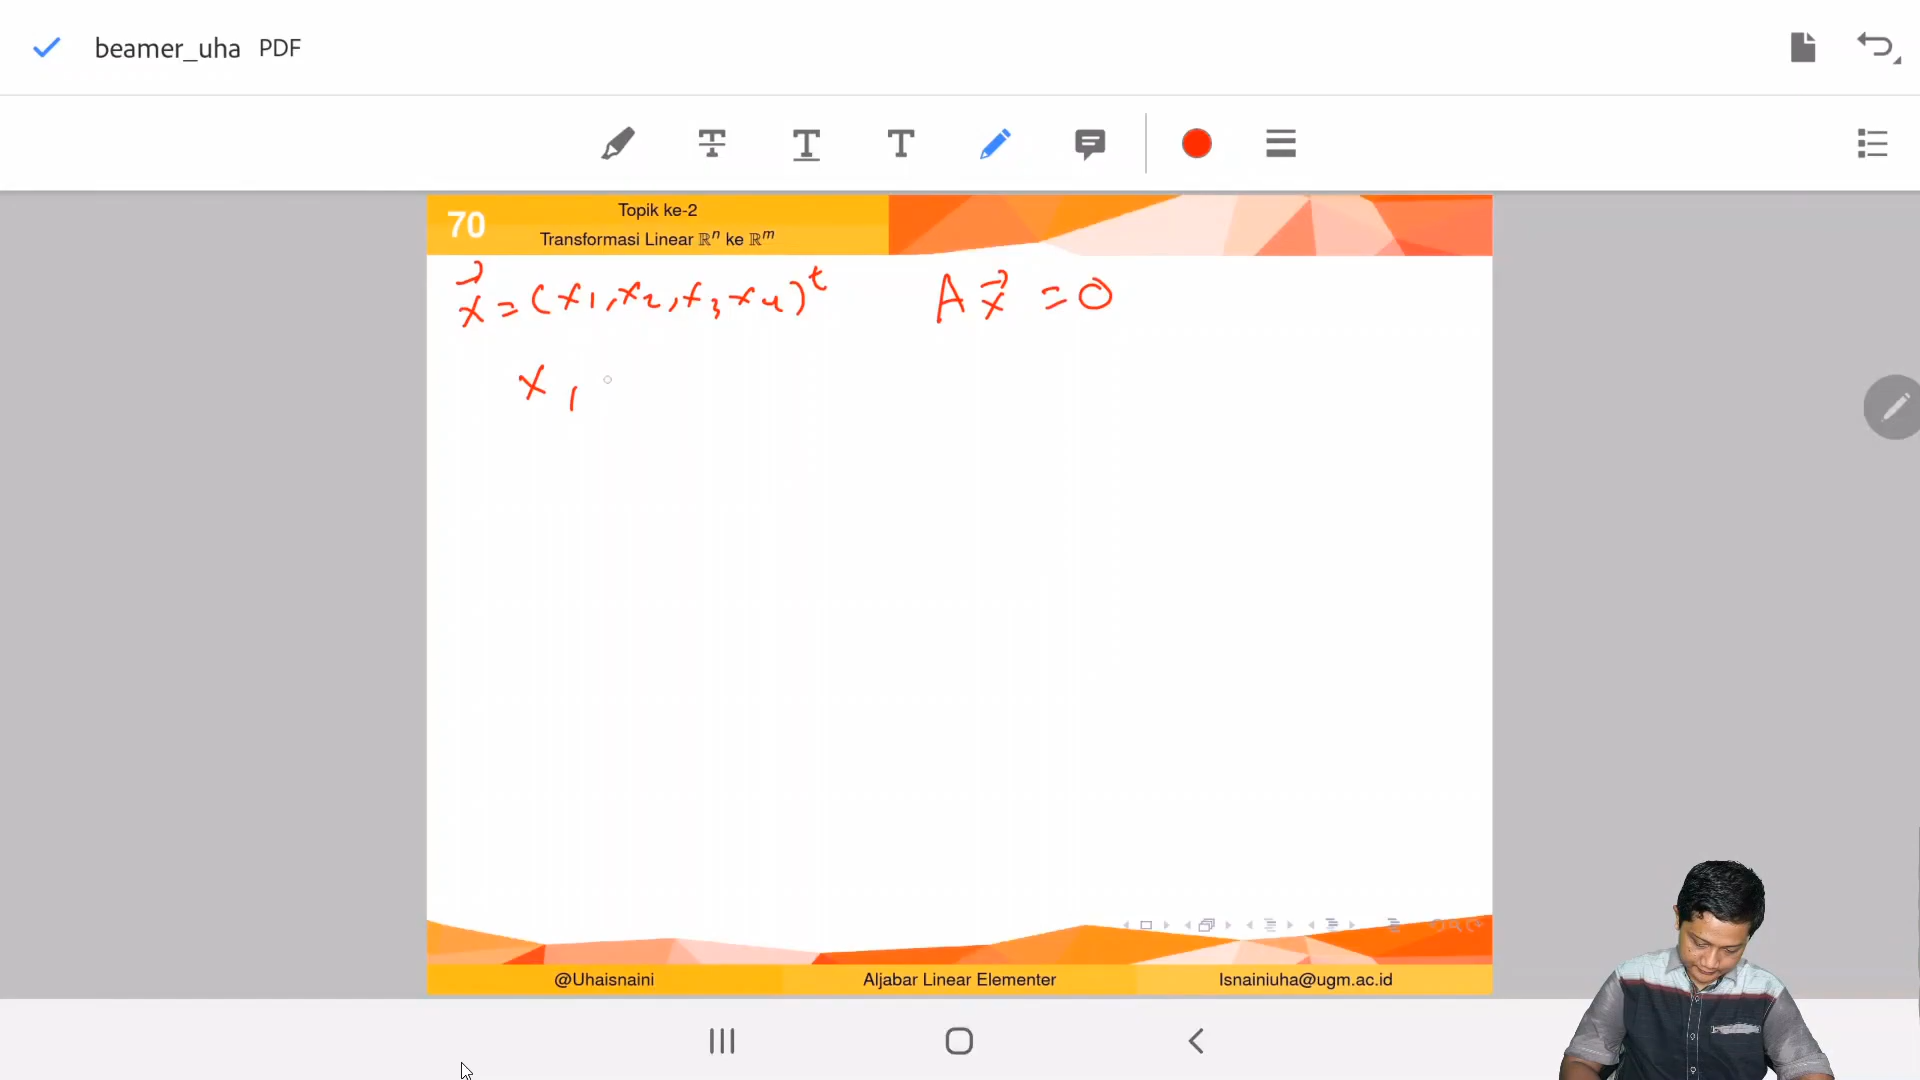 beamer_uha PDF
70
Topik ke-2
Transformasi Linear ℝⁿ ke ℝᵐ
x⃗ = (x1, x2, x3 x4)ᵗ A x⃗ = 0
x1
@Uhaisnaini Aljabar Linear Elementer Isnainiuha@ugm.ac.id